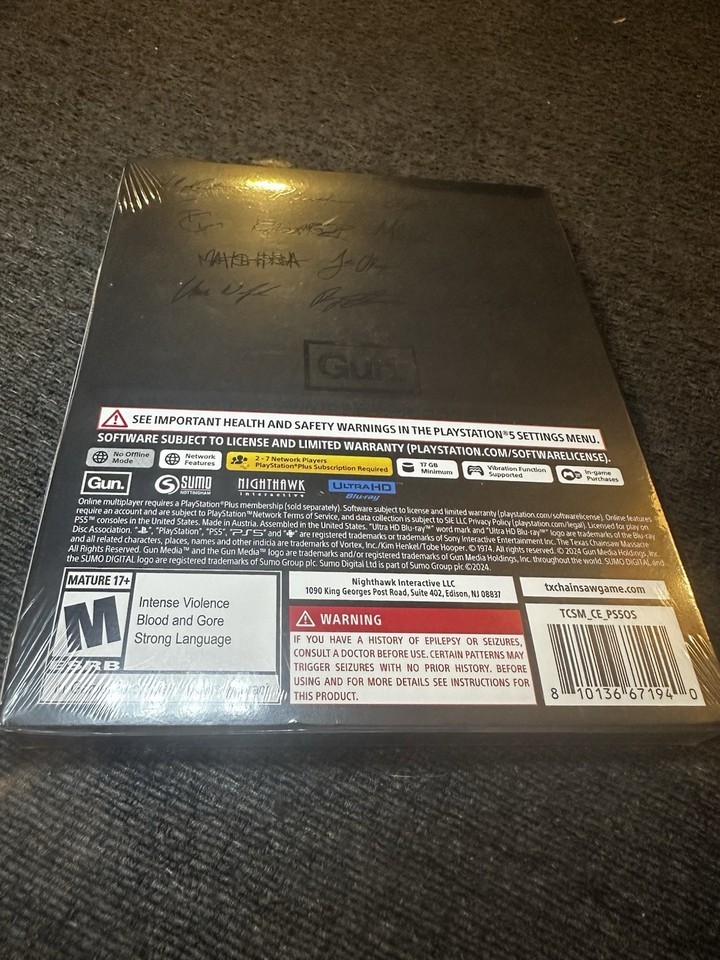 Gun.
SEE IMPORTANT HEALTH AND SAFETY WARNINGS IN THE PLAYSTATION®5 SETTINGS MENU.
SOFTWARE SUBJECT TO LICENSE AND LIMITED WARRANTY (PLAYSTATION.COM/SOFTWARELICENSE).
No Offline Mode
Network Features
2 - 7 Network Players
PlayStation®Plus Subscription Required
17 GB Minimum
Vibration Function Supported
In-game Purchases
Gun.
SUMO
NOTTINGHAM
NIGHTHAWK
interactive
ULTRA HD
Blu-ray
Online multiplayer requires a PlayStation®Plus membership (sold separately). Software subject to license and limited warranty (playstation.com/softwarelicense). Online features
require an account and are subject to PlayStation™Network Terms of Service, and data collection is subject to SIE LLC Privacy Policy (playstation.com/legal). Licensed for play on
PS5™ consoles in the United States. Made in Austria. Assembled in the United States. "Ultra HD Blu-ray™" word mark and "Ultra HD Blu-ray™" logo are trademarks of the Blu-ray
Disc Association. "PlayStation", "PS5", are registered trademarks or trademarks of Sony Interactive Entertainment Inc. The Texas Chainsaw Massacre
and all related characters, places, names and other indicia are trademarks of Vortex, Inc./Kim Henkel/Tobe Hooper. © 1974. All rights reserved. © 2024 Gun Media Holdings, Inc.
All Rights Reserved. Gun Media™ and the Gun Media™ logo are trademarks and/or registered trademarks of Gun Media Holdings, Inc. throughout the world. SUMO DIGITAL and
the SUMO DIGITAL logo are registered trademarks of Sumo Group plc. Sumo Digital Ltd is part of Sumo Group plc ©2024.
MATURE 17+
M
ESRB
Intense Violence
Blood and Gore
Strong Language
Nighthawk Interactive LLC
1090 King Georges Post Road, Suite 402, Edison, NJ 08837
WARNING
IF YOU HAVE A HISTORY OF EPILEPSY OR SEIZURES,
CONSULT A DOCTOR BEFORE USE. CERTAIN PATTERNS MAY
TRIGGER SEIZURES WITH NO PRIOR HISTORY. BEFORE
USING AND FOR MORE DETAILS SEE INSTRUCTIONS FOR
THIS PRODUCT.
txchainsawgame.com
TCSM_CE_PS5OS
8 10136 67194 0